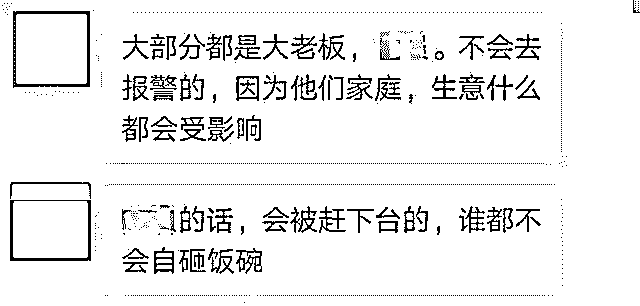 大部分都是大老板，。不会去
报警的，因为他们家庭，生意什么
都会受影响
的话，会被赶下台的，谁都不
会自砸饭碗